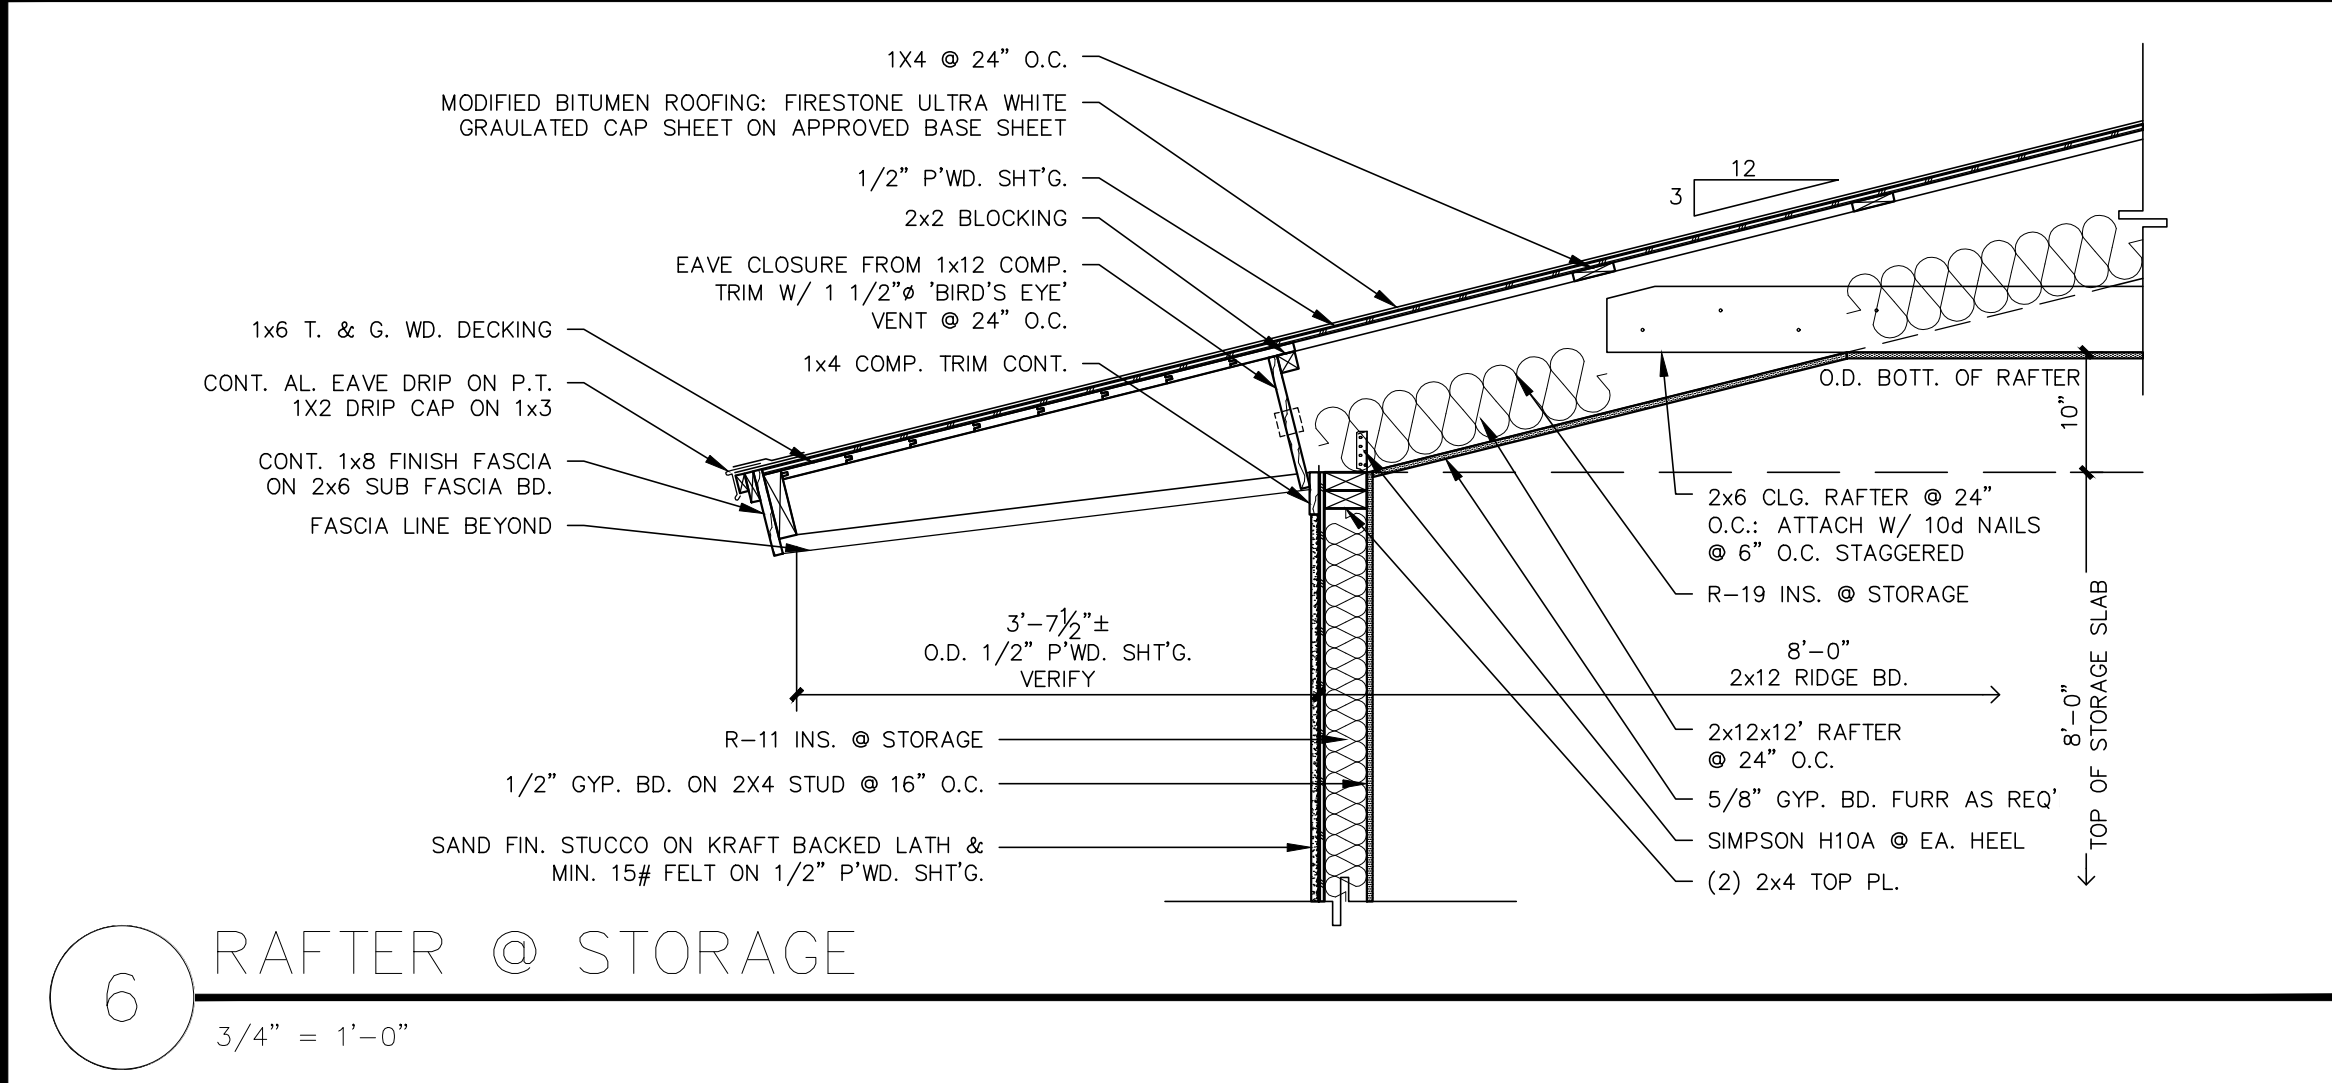 1X4 @ 24" O.C.
MODIFIED BITUMEN ROOFING: FIRESTONE ULTRA WHITE
GRAULATED CAP SHEET ON APPROVED BASE SHEET
1/2" P'WD. SHT'G.
2x2 BLOCKING
EAVE CLOSURE FROM 1x12 COMP.
TRIM W/ 1 1/2"ø 'BIRD'S EYE'
VENT @ 24" O.C.
1x4 COMP. TRIM CONT.
1x6 T. & G. WD. DECKING
CONT. AL. EAVE DRIP ON P.T.
1X2 DRIP CAP ON 1x3
CONT. 1x8 FINISH FASCIA
ON 2x6 SUB FASCIA BD.
FASCIA LINE BEYOND
12
3
O.D. BOTT. OF RAFTER
10"
2x6 CLG. RAFTER @ 24"
O.C.: ATTACH W/ 10d NAILS
@ 6" O.C. STAGGERED
R-19 INS. @ STORAGE
3'-7½"±
O.D. 1/2" P'WD. SHT'G.
VERIFY
8'-0"
2x12 RIDGE BD.
8'-0"
TOP OF STORAGE SLAB
R-11 INS. @ STORAGE
1/2" GYP. BD. ON 2X4 STUD @ 16" O.C.
SAND FIN. STUCCO ON KRAFT BACKED LATH &
MIN. 15# FELT ON 1/2" P'WD. SHT'G.
2x12x12' RAFTER
@ 24" O.C.
5/8" GYP. BD. FURR AS REQ'
SIMPSON H10A @ EA. HEEL
(2) 2x4 TOP PL.
6
RAFTER @ STORAGE
3/4" = 1'-0"